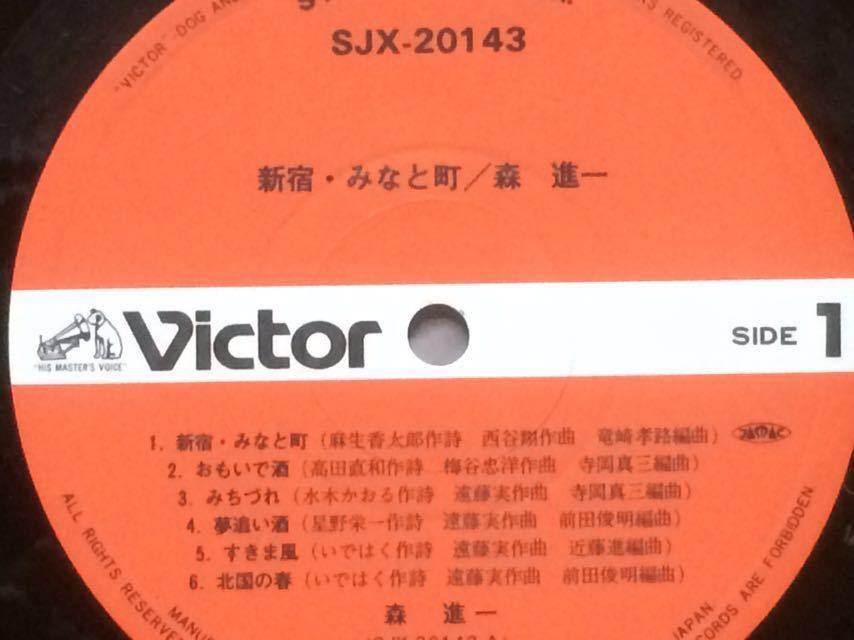 "VICTOR" DOG AND
S REGISTERED
SJX-20143
新宿・みなと町／森 進一
"HIS MASTER'S VOICE"
Victor
SIDE 1
1. 新宿・みなと町(麻生香太郎作詩 西谷翔作曲 竜崎孝路編曲) JASRAC
2. おもいで酒(高田直和作詩 梅谷忠洋作曲 寺岡真三編曲)
3. みちづれ(水木かおる作詩 遠藤実作曲 寺岡真三編曲)
4. 夢追い酒(星野栄一作詩 遠藤実作曲 前田俊明編曲)
5. すきま風(いではく作詩 遠藤実作曲 近藤進編曲)
6. 北国の春(いではく作詩 遠藤実作曲 前田俊明編曲)
森 進一
ALL RIGHTS RESERVE
MANU
JAPAN
CORDS ARE FORBIDDEN